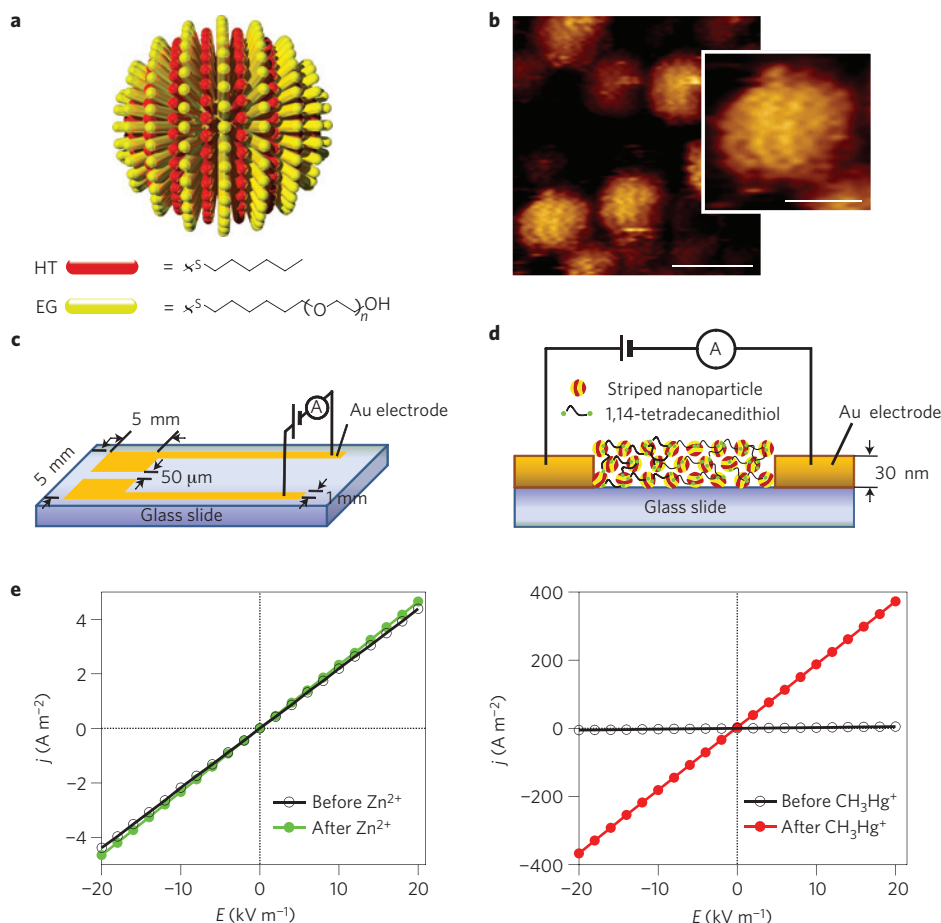 a
HT = S
EG = S O n OH
b
c
5 mm
5 mm
50 μm
1 mm
A
Au electrode
Glass slide
d
A
Striped nanoparticle
1,14-tetradecanedithiol
Au electrode
30 nm
Glass slide
e
j (A m⁻²)
4
2
0
−2
−4
Before Zn²⁺
After Zn²⁺
−20 −10 0 10 20
E (kV m⁻¹)
j (A m⁻²)
400
200
0
−200
−400
Before CH₃Hg⁺
After CH₃Hg⁺
−20 −10 0 10 20
E (kV m⁻¹)